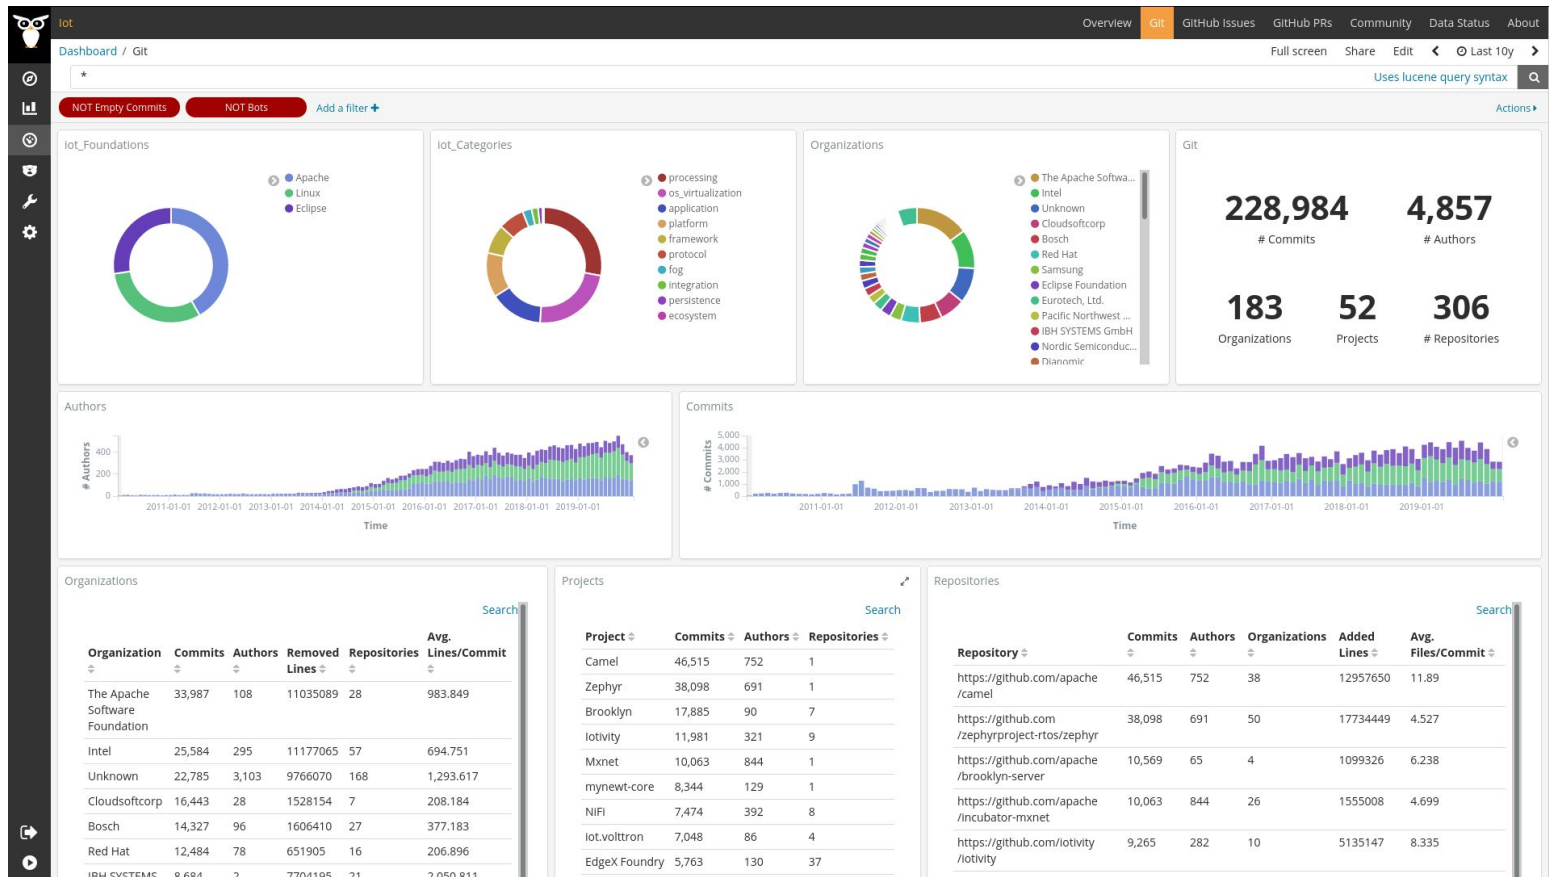 Iot
Overview Git GitHub Issues GitHub PRs Community Data Status About
Dashboard / Git
Full screen Share Edit Last 10y
*
Uses lucene query syntax
NOT Empty Commits NOT Bots Add a filter
Actions
iot_Foundations
Apache
Linux
Eclipse
iot_Categories
processing
os_virtualization
application
platform
framework
protocol
fog
integration
persistence
ecosystem
Organizations
The Apache Softwa...
Intel
Unknown
Cloudsoftcorp
Bosch
Red Hat
Samsung
Eclipse Foundation
Eurotech, Ltd.
Pacific Northwest ...
IBH SYSTEMS GmbH
Nordic Semiconduc...
Dianomic
Git
228,984 4,857
# Commits # Authors
183 52 306
Organizations Projects # Repositories
Authors
# Authors
400
200
0
2011-01-01 2012-01-01 2013-01-01 2014-01-01 2015-01-01 2016-01-01 2017-01-01 2018-01-01 2019-01-01
Time
Commits
# Commits
5,000
4,000
3,000
2,000
1,000
0
2011-01-01 2012-01-01 2013-01-01 2014-01-01 2015-01-01 2016-01-01 2017-01-01 2018-01-01 2019-01-01
Time
Organizations
Search
Organization Commits Authors Removed Lines Repositories Avg. Lines/Commit
The Apache Software Foundation 33,987 108 11035089 28 983.849
Intel 25,584 295 11177065 57 694.751
Unknown 22,785 3,103 9766070 168 1,293.617
Cloudsoftcorp 16,443 28 1528154 7 208.184
Bosch 14,327 96 1606410 27 377.183
Red Hat 12,484 78 651905 16 206.896
IBH SYSTEMS 8,684 2 7704195 21 2,050.811
Projects
Search
Project Commits Authors Repositories
Camel 46,515 752 1
Zephyr 38,098 691 1
Brooklyn 17,885 90 7
Iotivity 11,981 321 9
Mxnet 10,063 844 1
mynewt-core 8,344 129 1
NiFi 7,474 392 8
iot.volttron 7,048 86 4
EdgeX Foundry 5,763 130 37
Repositories
Search
Repository Commits Authors Organizations Added Lines Avg. Files/Commit
https://github.com/apache/camel 46,515 752 38 12957650 11.89
https://github.com/zephyrproject-rtos/zephyr 38,098 691 50 17734449 4.527
https://github.com/apache/brooklyn-server 10,569 65 4 1099326 6.238
https://github.com/apache/incubator-mxnet 10,063 844 26 1555008 4.699
https://github.com/iotivity/iotivity 9,265 282 10 5135147 8.335